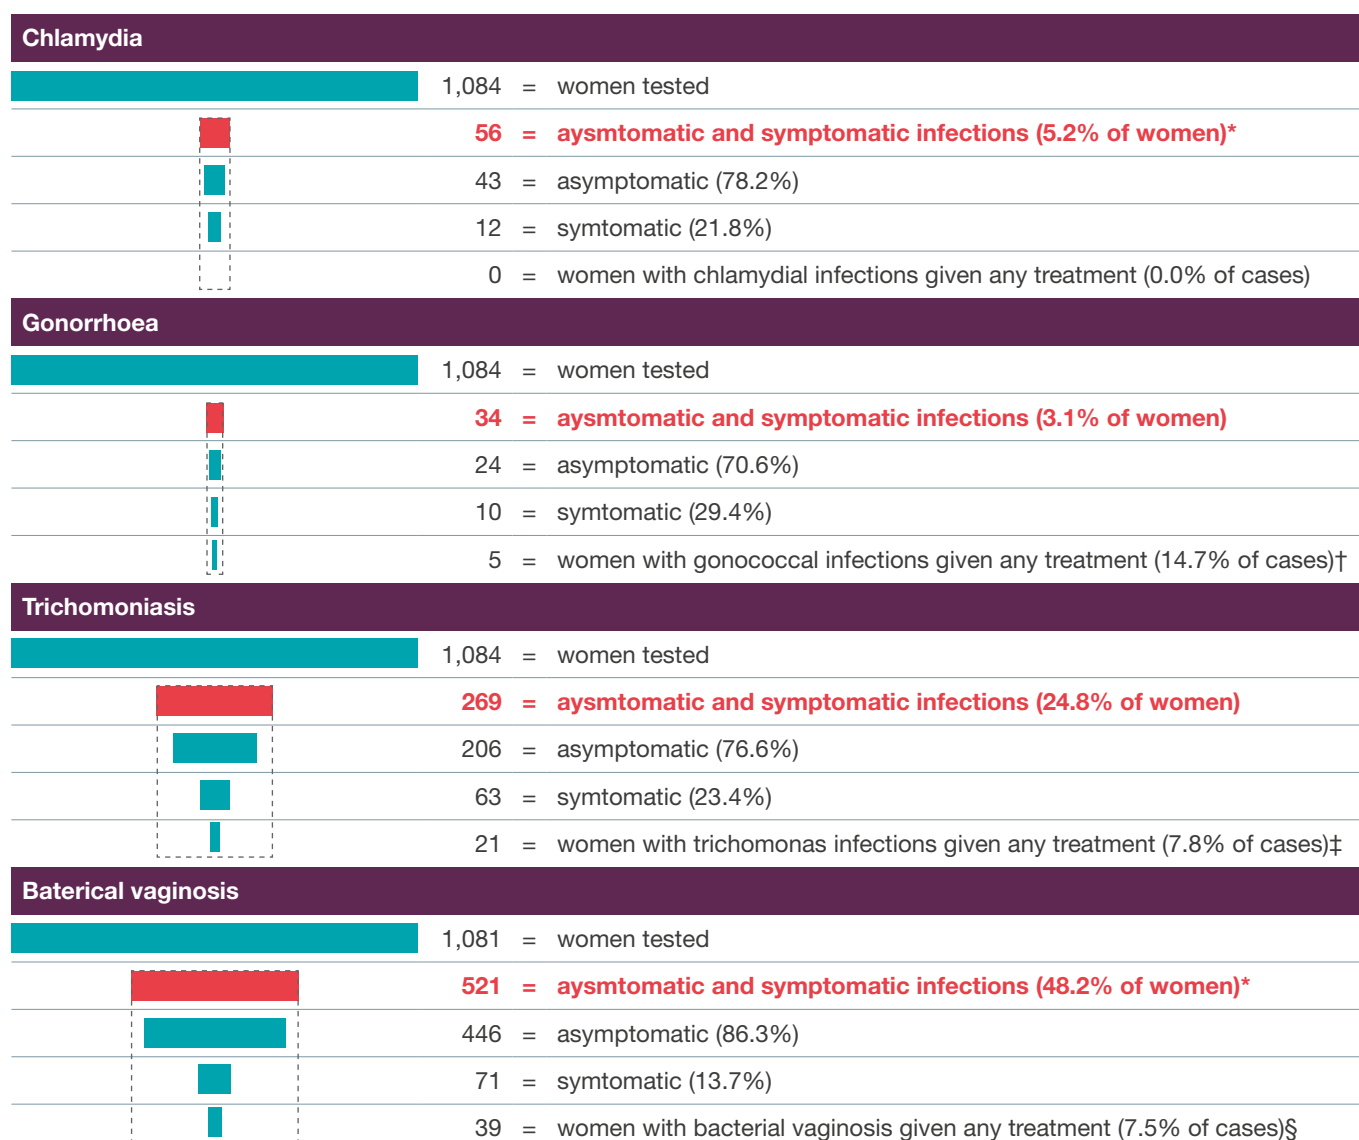 Chlamydia
1,084 = women tested
56 = aysmtomatic and symptomatic infections (5.2% of women)*
43 = asymptomatic (78.2%)
12 = symtomatic (21.8%)
0 = women with chlamydial infections given any treatment (0.0% of cases)
Gonorrhoea
1,084 = women tested
34 = aysmtomatic and symptomatic infections (3.1% of women)
24 = asymptomatic (70.6%)
10 = symtomatic (29.4%)
5 = women with gonococcal infections given any treatment (14.7% of cases)†
Trichomoniasis
1,084 = women tested
269 = aysmtomatic and symptomatic infections (24.8% of women)
206 = asymptomatic (76.6%)
63 = symtomatic (23.4%)
21 = women with trichomonas infections given any treatment (7.8% of cases)‡
Baterical vaginosis
1,081 = women tested
521 = aysmtomatic and symptomatic infections (48.2% of women)*
446 = asymptomatic (86.3%)
71 = symtomatic (13.7%)
39 = women with bacterial vaginosis given any treatment (7.5% of cases)§